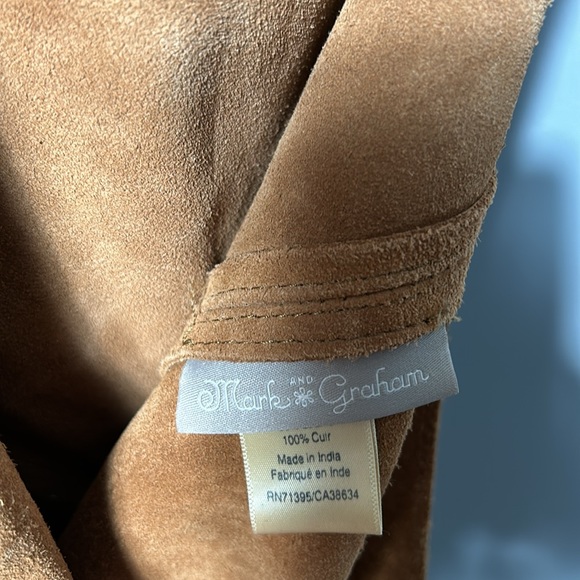 Mark AND Graham
100% Cuir
Made in India
Fabriqué en Inde
RN71395/CA38634